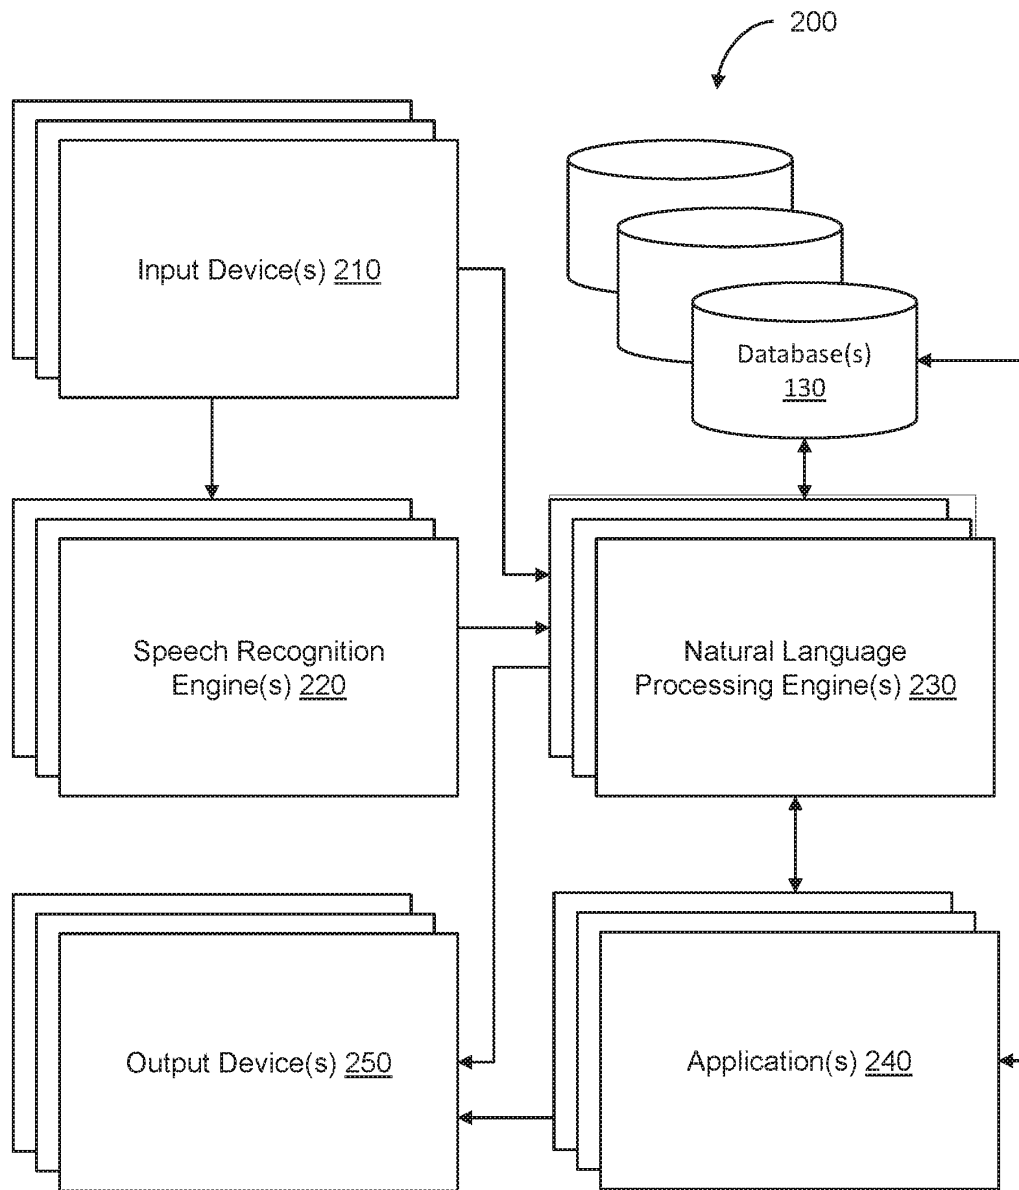 200
Input Device(s) 210
Database(s)
130
Speech Recognition
Engine(s) 220
Natural Language
Processing Engine(s) 230
Output Device(s) 250
Application(s) 240